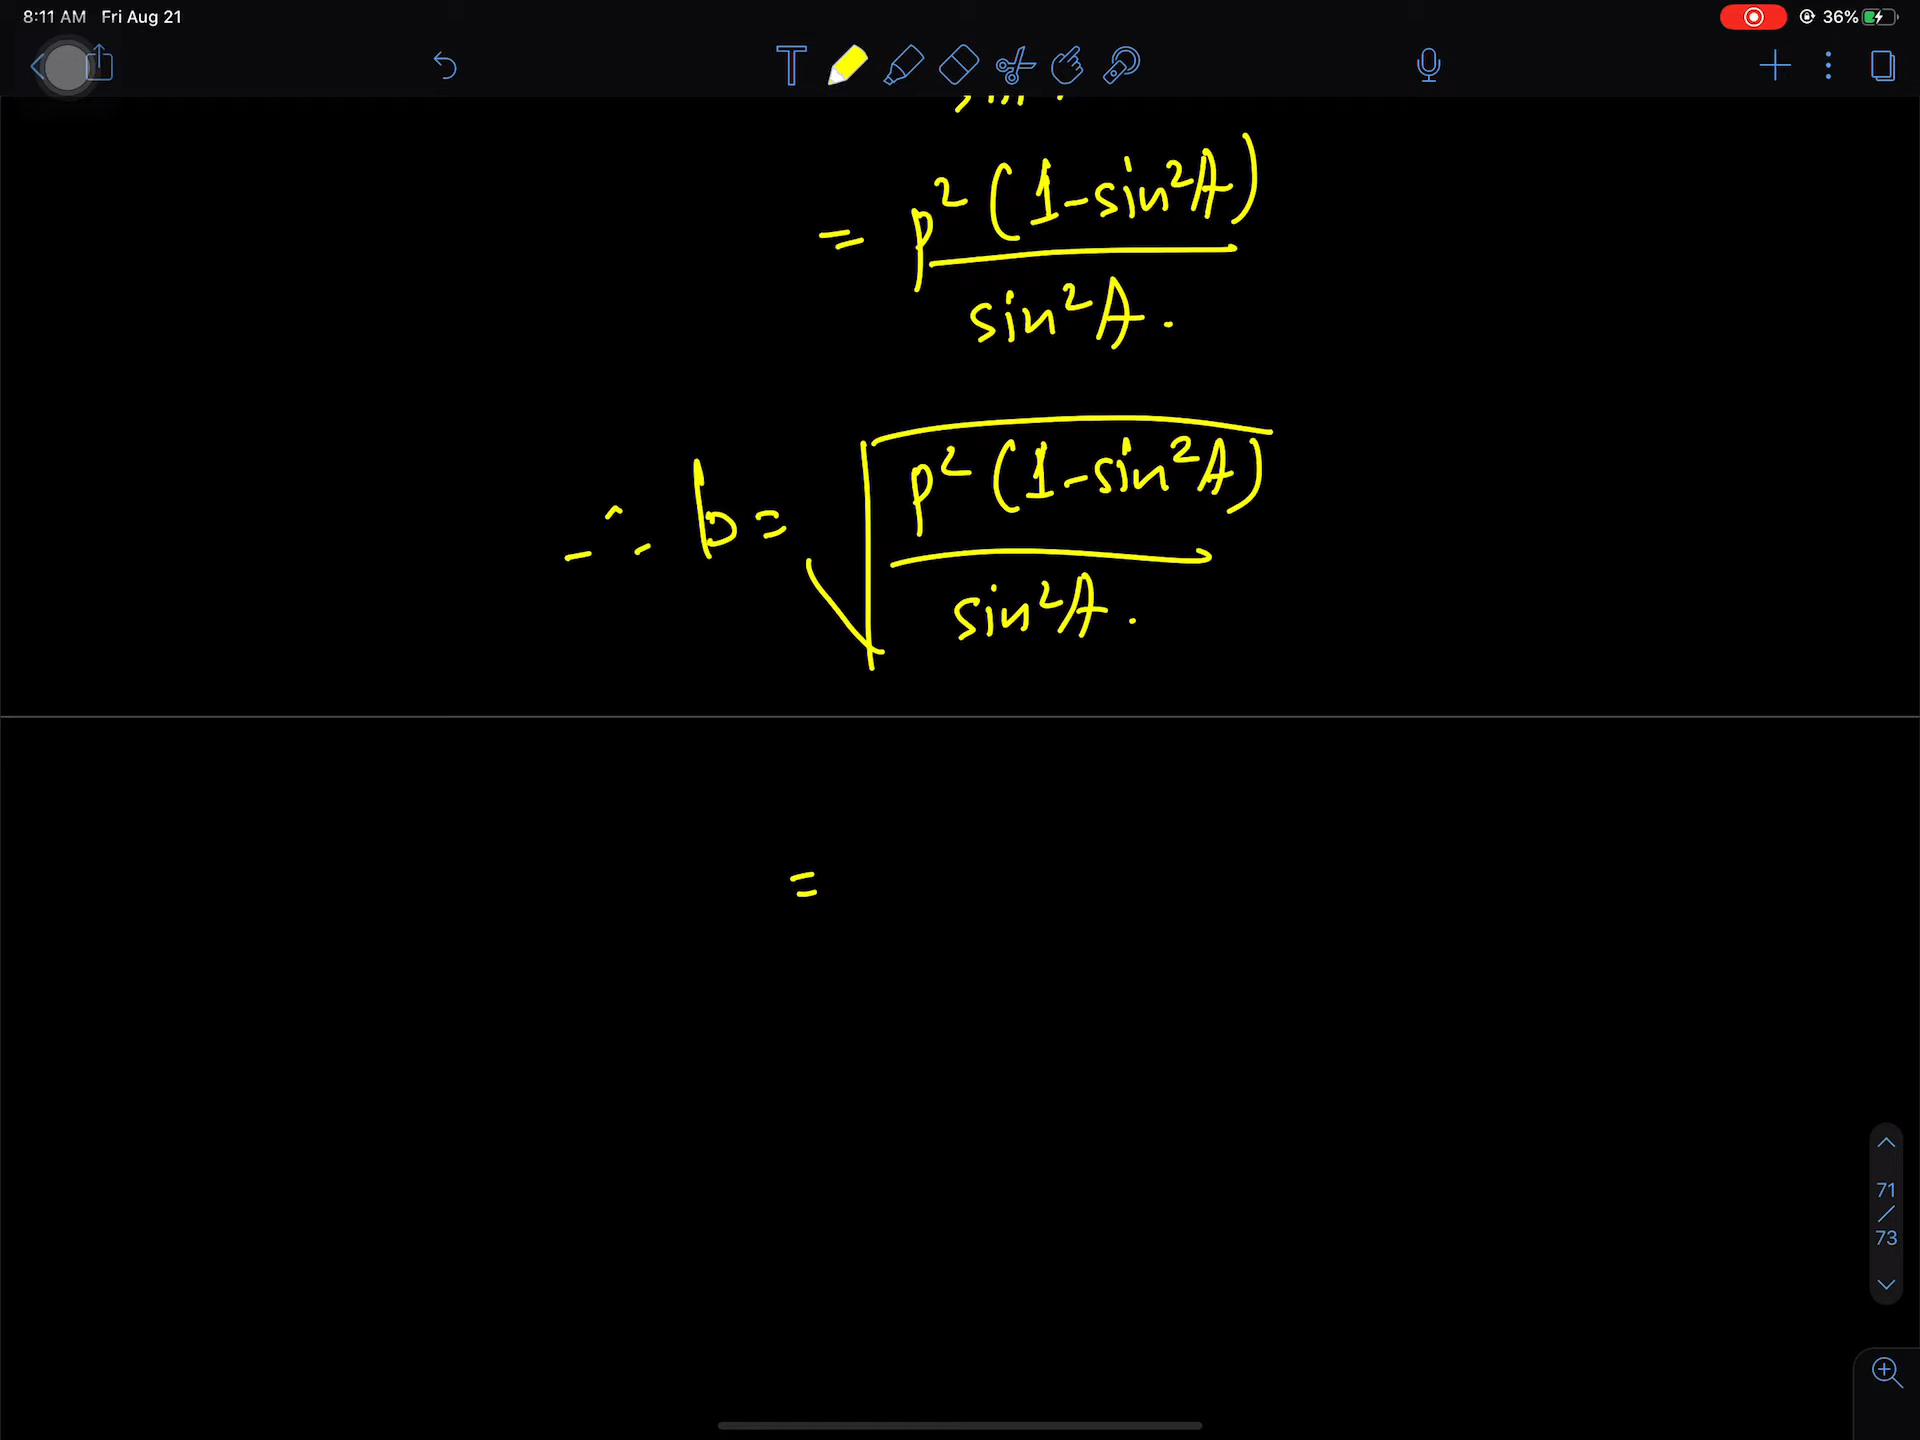 8:11 AM Fri Aug 21
36%
= p² (1-sin²A)
sin²A.
∴ b = √ p² (1-sin²A)
sin²A.
=
71
/
73